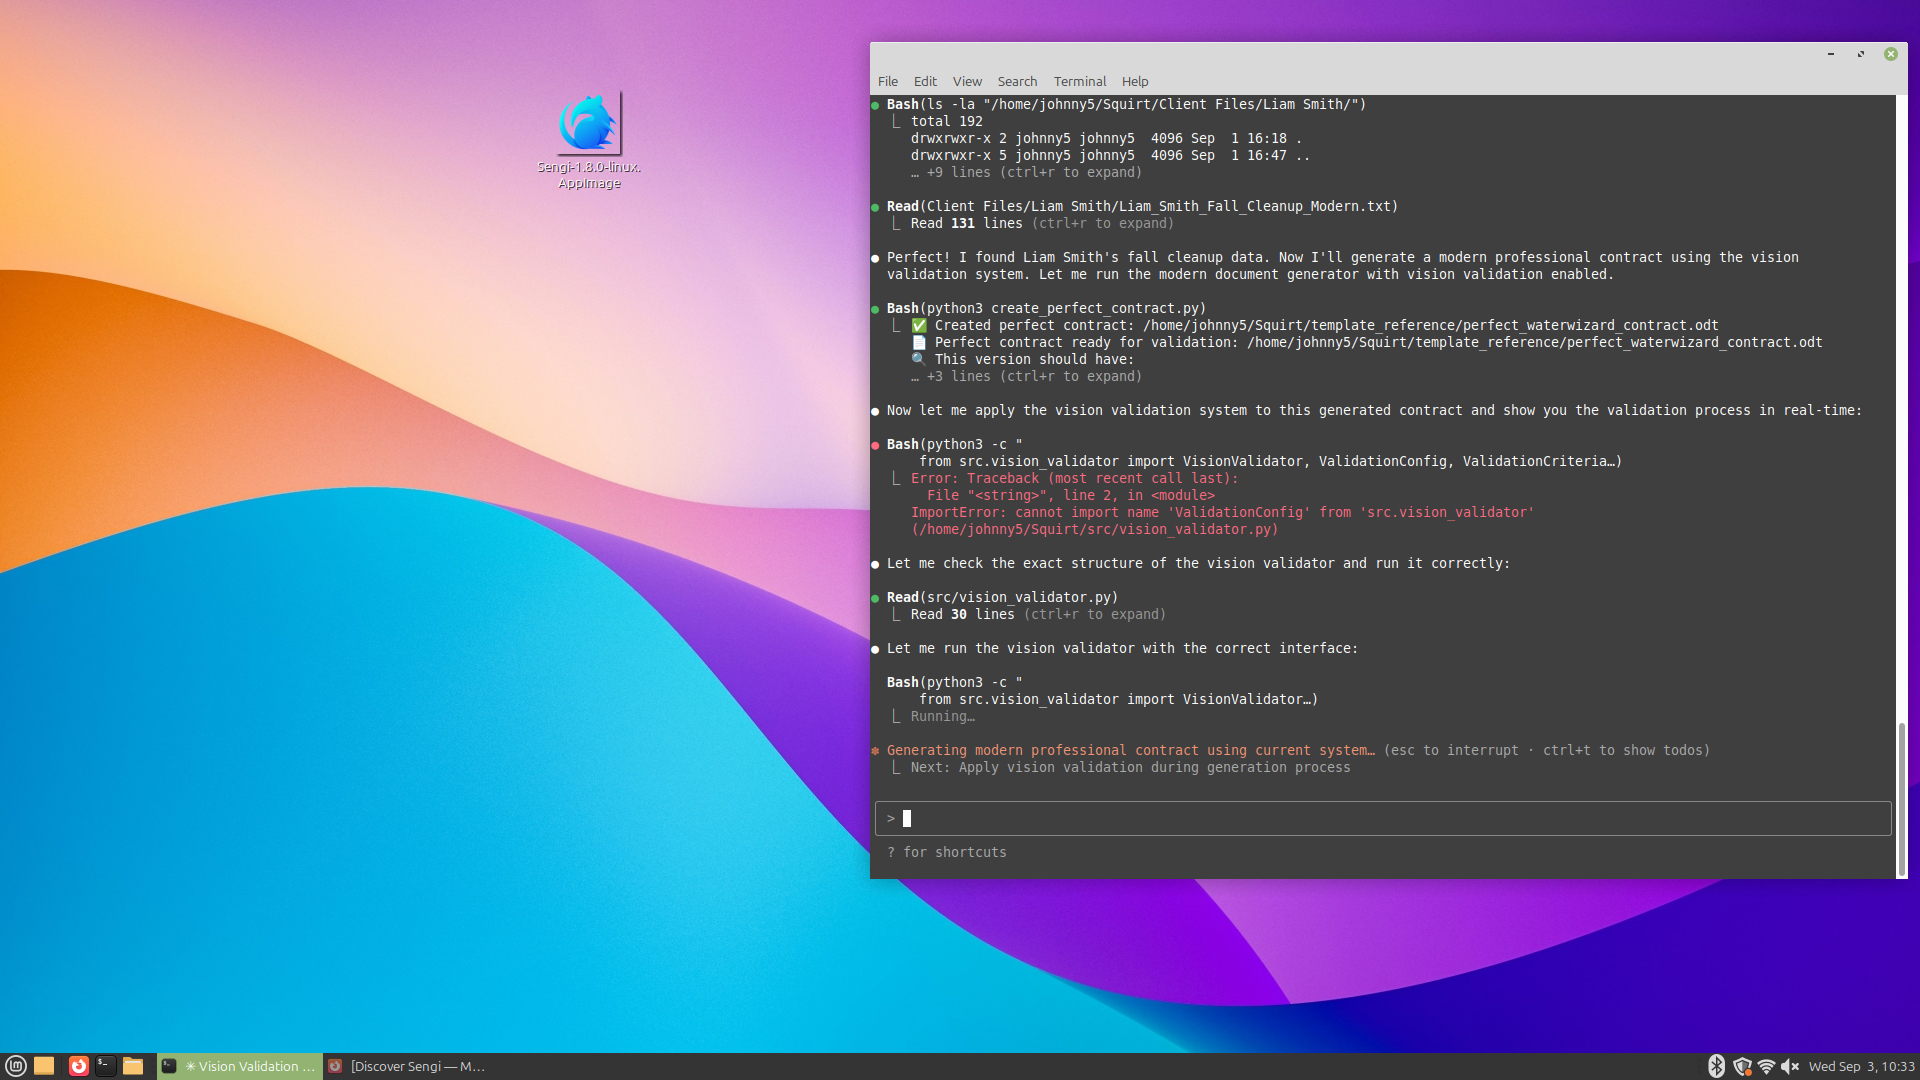 Sengi-1.8.0-linux.
AppImage
File Edit View Search Terminal Help
● Bash(ls -la "/home/johnny5/Squirt/Client Files/Liam Smith/")
⎿ total 192
drwxrwxr-x 2 johnny5 johnny5  4096 Sep  1 16:18 .
drwxrwxr-x 5 johnny5 johnny5  4096 Sep  1 16:47 ..
… +9 lines (ctrl+r to expand)
● Read(Client Files/Liam Smith/Liam_Smith_Fall_Cleanup_Modern.txt)
⎿ Read 131 lines (ctrl+r to expand)
● Perfect! I found Liam Smith's fall cleanup data. Now I'll generate a modern professional contract using the vision
validation system. Let me run the modern document generator with vision validation enabled.
● Bash(python3 create_perfect_contract.py)
⎿ ✅ Created perfect contract: /home/johnny5/Squirt/template_reference/perfect_waterwizard_contract.odt
📄 Perfect contract ready for validation: /home/johnny5/Squirt/template_reference/perfect_waterwizard_contract.odt
🔍 This version should have:
… +3 lines (ctrl+r to expand)
● Now let me apply the vision validation system to this generated contract and show you the validation process in real-time:
● Bash(python3 -c "
from src.vision_validator import VisionValidator, ValidationConfig, ValidationCriteria…)
⎿ Error: Traceback (most recent call last):
File "<string>", line 2, in <module>
ImportError: cannot import name 'ValidationConfig' from 'src.vision_validator'
(/home/johnny5/Squirt/src/vision_validator.py)
● Let me check the exact structure of the vision validator and run it correctly:
● Read(src/vision_validator.py)
⎿ Read 30 lines (ctrl+r to expand)
● Let me run the vision validator with the correct interface:
Bash(python3 -c "
from src.vision_validator import VisionValidator…)
⎿ Running…
✽ Generating modern professional contract using current system… (esc to interrupt · ctrl+t to show todos)
⎿ Next: Apply vision validation during generation process
>
? for shortcuts
✳ Vision Validation ...
[Discover Sengi — M...
Wed Sep  3, 10:33